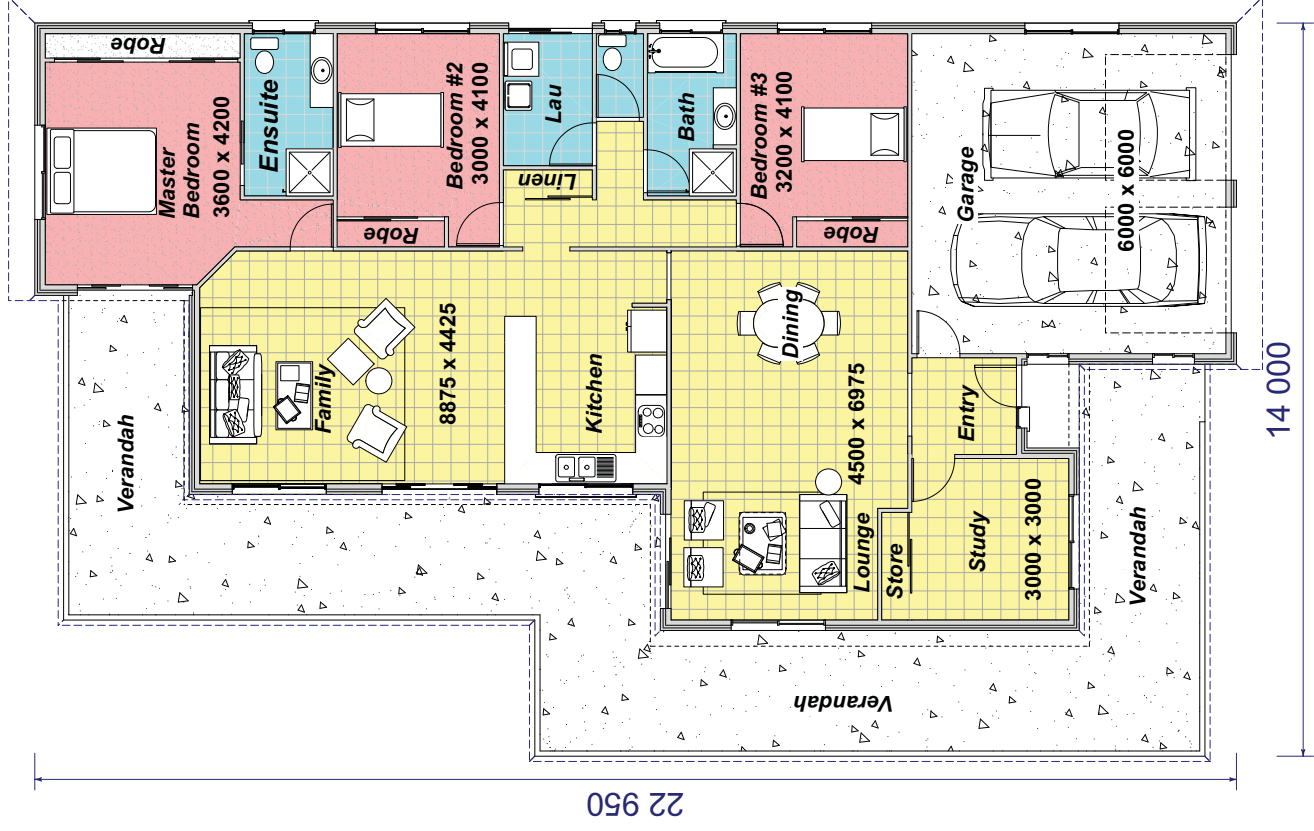 Robe
Master
Bedroom
3600 x 4200
Ensuite
Bedroom #2
3000 x 4100
Robe
Lau
Linen
Bath
Bedroom #3
3200 x 4100
Robe
Garage
6000 x 6000
Verandah
Family
8875 x 4425
Kitchen
Dining
4500 x 6975
Lounge
Entry
Store
Study
3000 x 3000
Verandah
Verandah
22 950
14 000